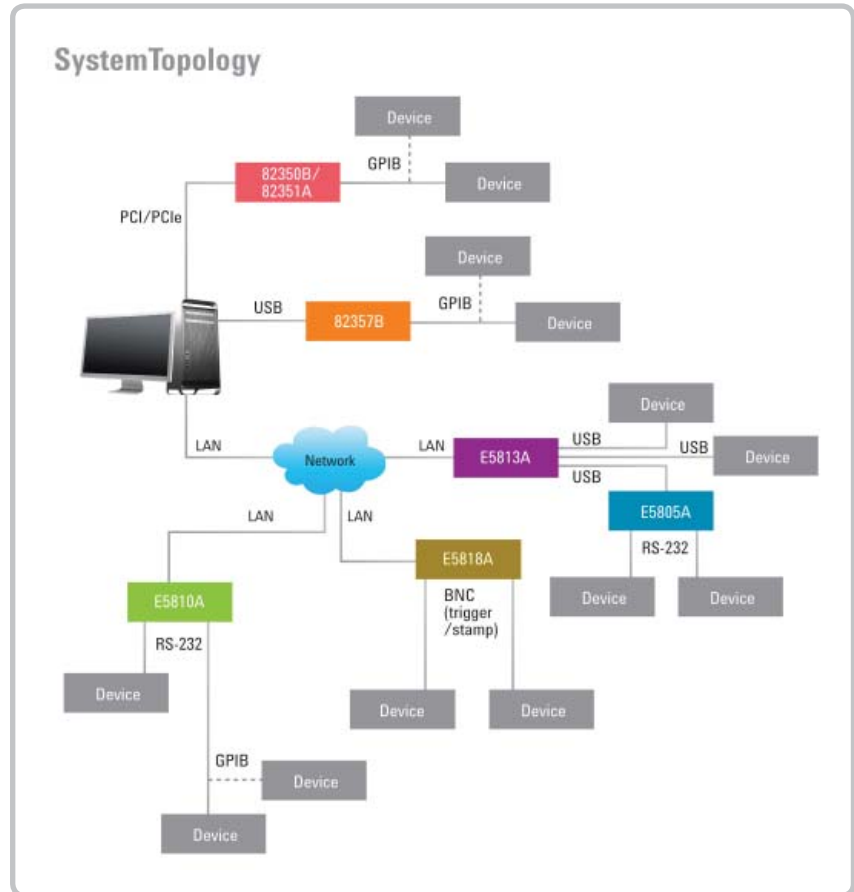 SystemTopology
Device
GPIB
82350B/
82351A
Device
PCI/PCIe
Device
USB
82357B
GPIB
Device
Device
LAN
Network
LAN
E5813A
USB
USB
Device
USB
LAN
LAN
E5805A
E5818A
RS-232
E5810A
BNC
(trigger
/stamp)
Device
Device
RS-232
Device
Device
Device
GPIB
Device
Device